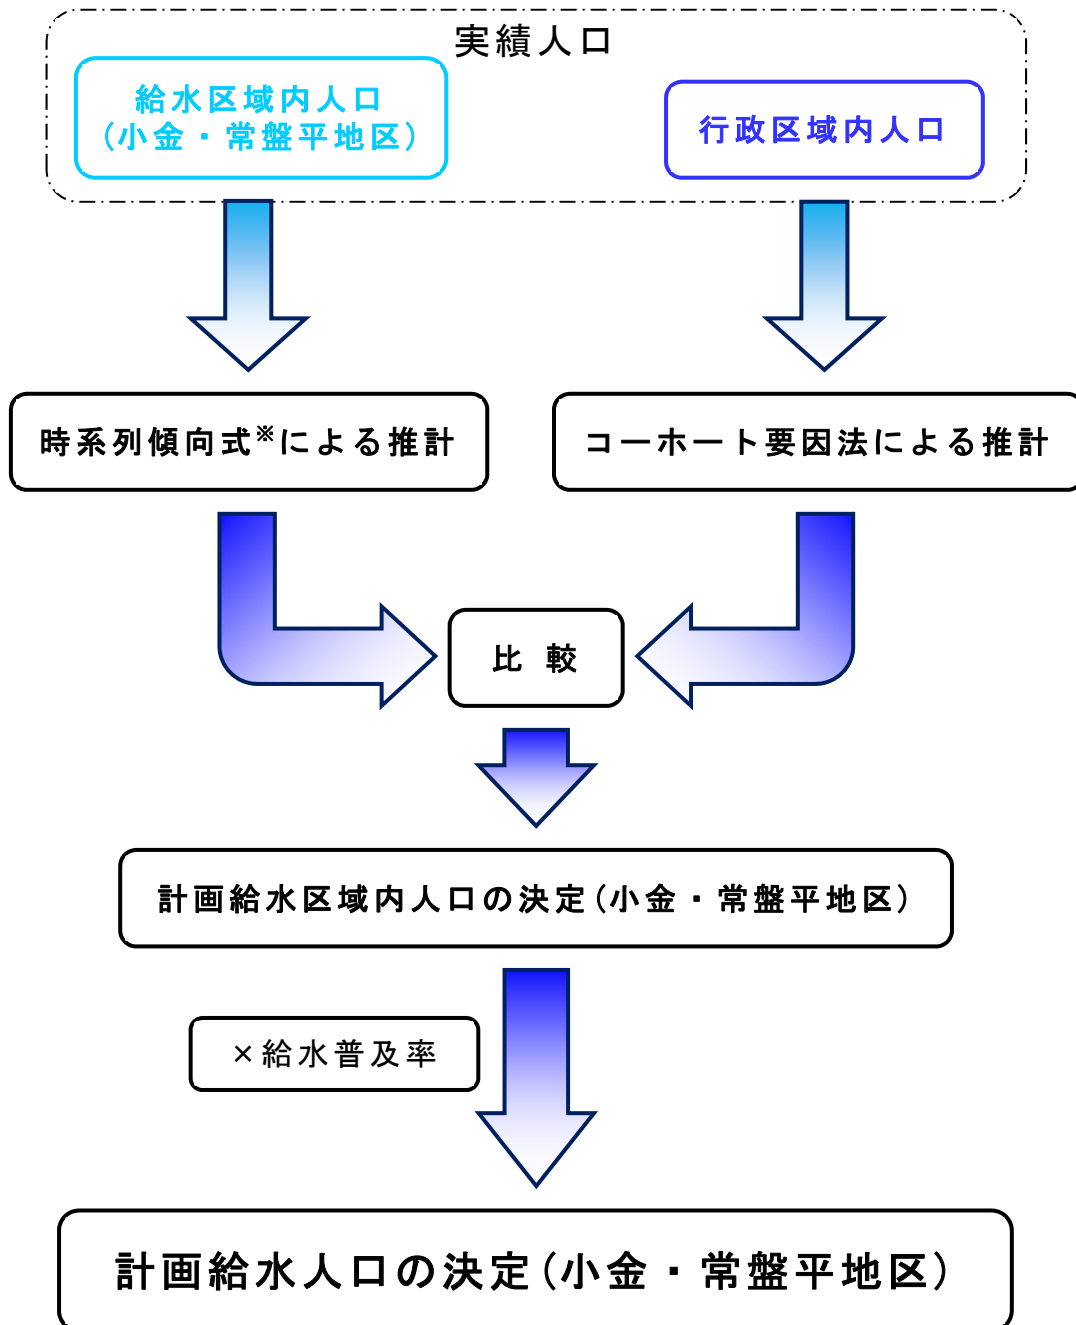 実績人口
給水区域内人口
(小金・常盤平地区)
行政区域内人口
時系列傾向式※による推計
コーホート要因法による推計
比 較
計画給水区域内人口の決定(小金・常盤平地区)
×給水普及率
計画給水人口の決定(小金・常盤平地区)